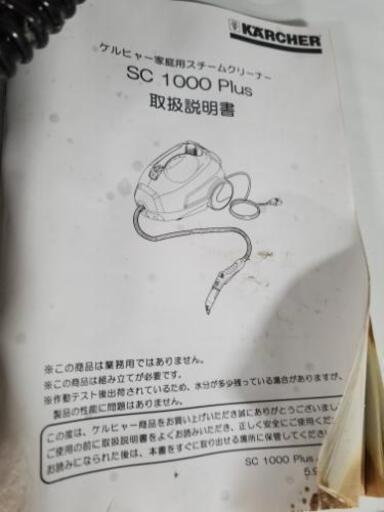 KÄRCHER
ケルヒャー家庭用スチームクリーナー
SC 1000 Plus
取扱説明書
※この商品は業務用ではありません。
※この商品は組み立てが必要です。
※作動テスト後出荷されているため、水分が多少残っている場合がありますが、
製品の性能に問題はありません。
この度は、ケルヒャー商品をお買い上げいただき誠にありがとうございまし
ご使用の前に取扱説明書をよくお読みいただき、正しく安全にご使用くだ
お読みになられた後は、本書をすぐに取り出せる場所に保管してくだ
SC 1000 Plus
5.9